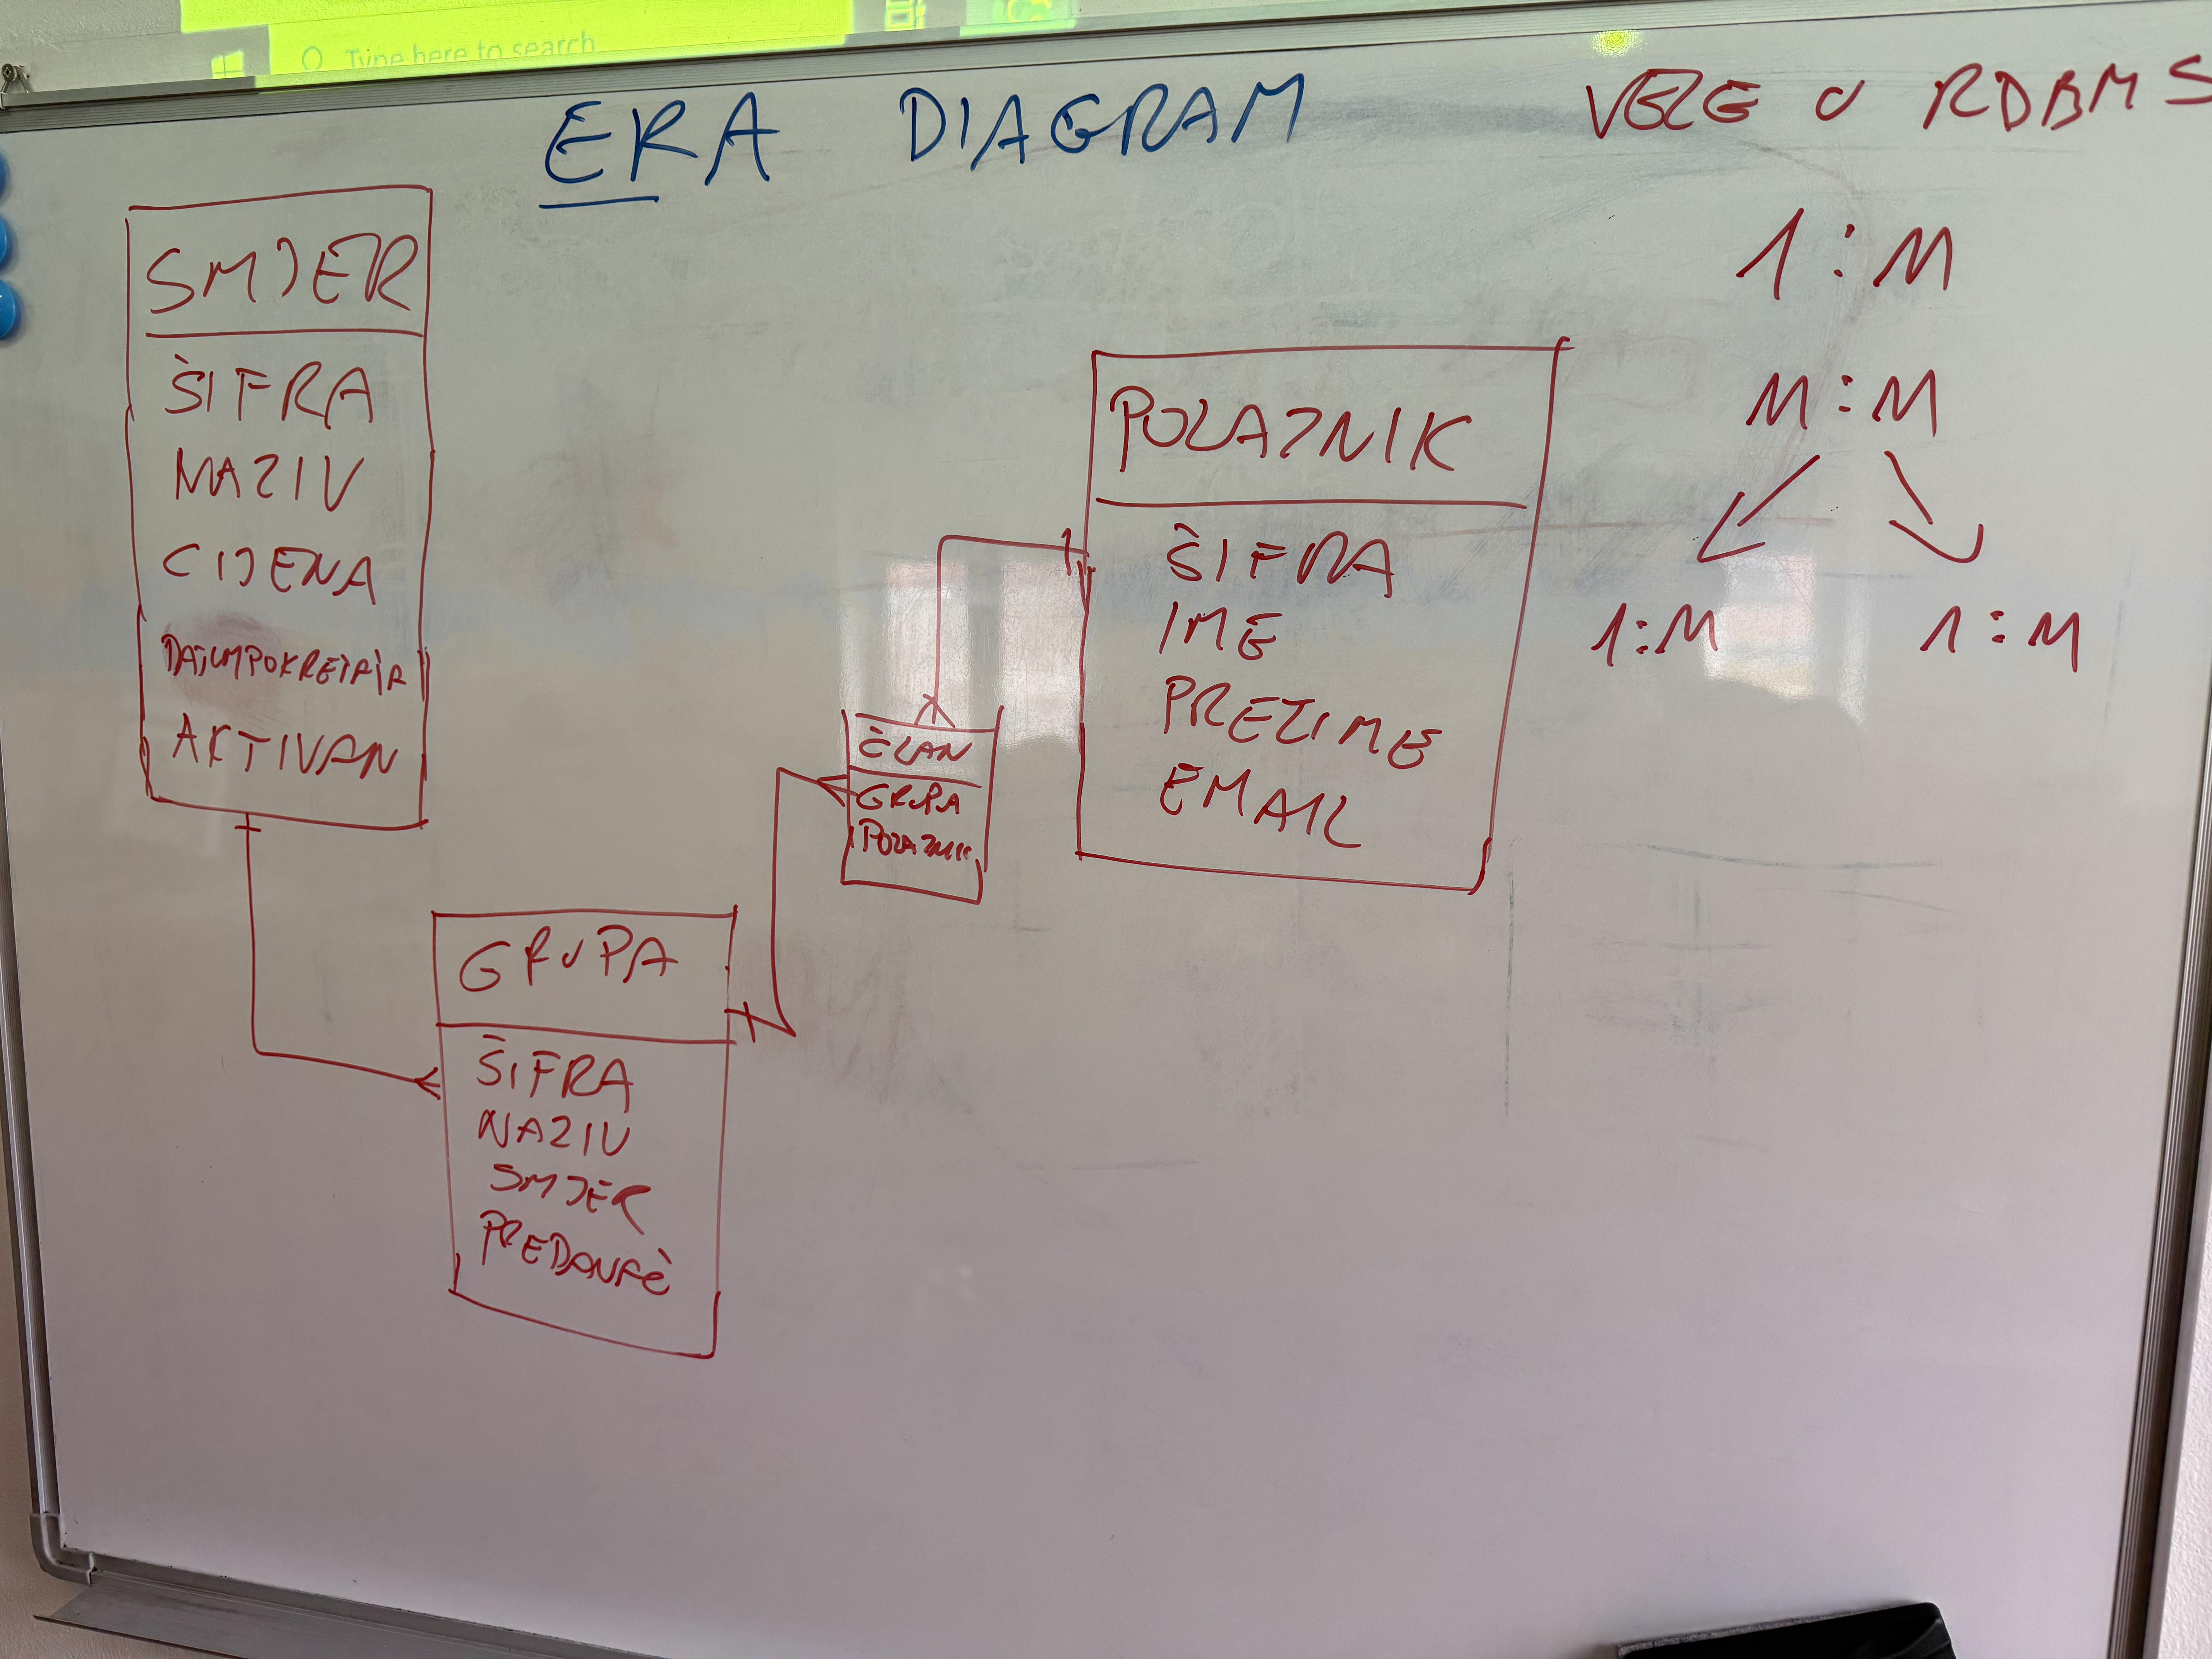 Type here to search
ERA DIAGRAM
VEZE U RDBMS
1:M
M:M
1:M 1:M
SMJER
ŠIFRA
NAZIV
CIJENA
AKTIVAN
POLAZNIK
ŠIFRA
IME
PREZIME
EMAIL
ČLAN
GRUPA
POLAZNIK
GRUPA
ŠIFRA
NAZIV
SMJER
PREDAVAČ